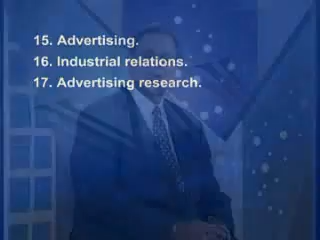 15. Advertising.
16. Industrial relations.
17. Advertising research.